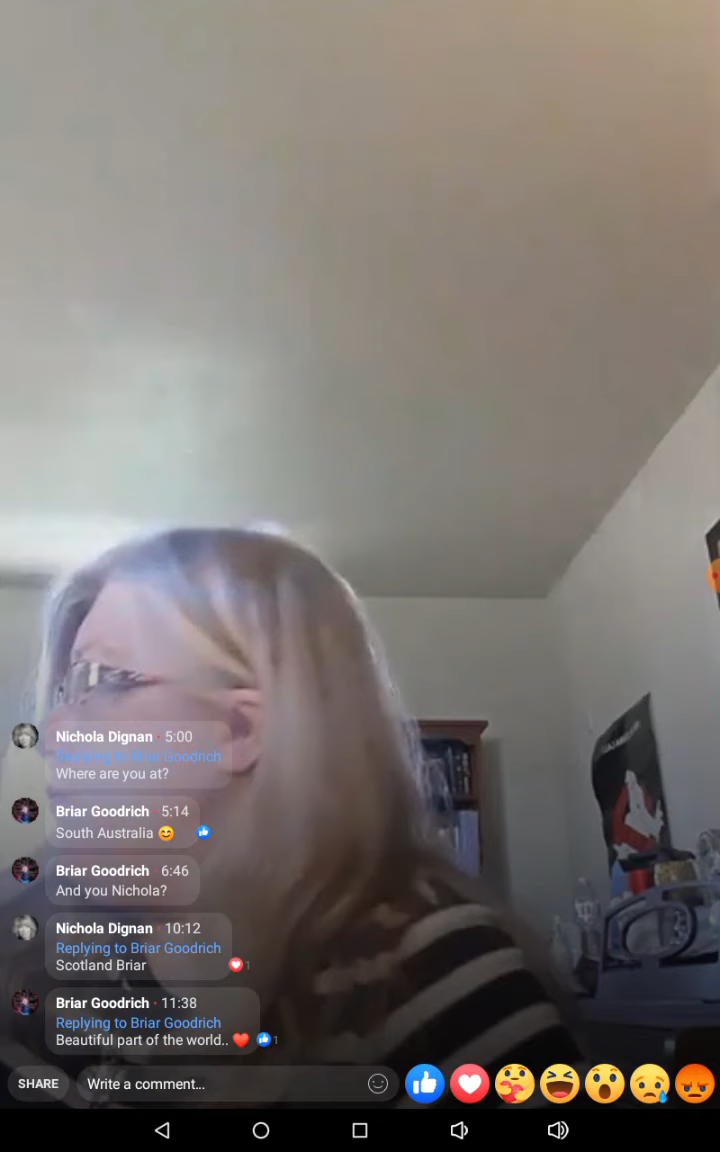 Nichola Dignan · 5:00
Replying to Briar Goodrich
Where are you at?
Briar Goodrich · 5:14
South Australia 😊
Briar Goodrich · 6:46
And you Nichola?
Nichola Dignan · 10:12
Replying to Briar Goodrich
Scotland Briar
1
Briar Goodrich · 11:38
Replying to Briar Goodrich
Beautiful part of the world.. ❤️
1
SHARE
Write a comment...